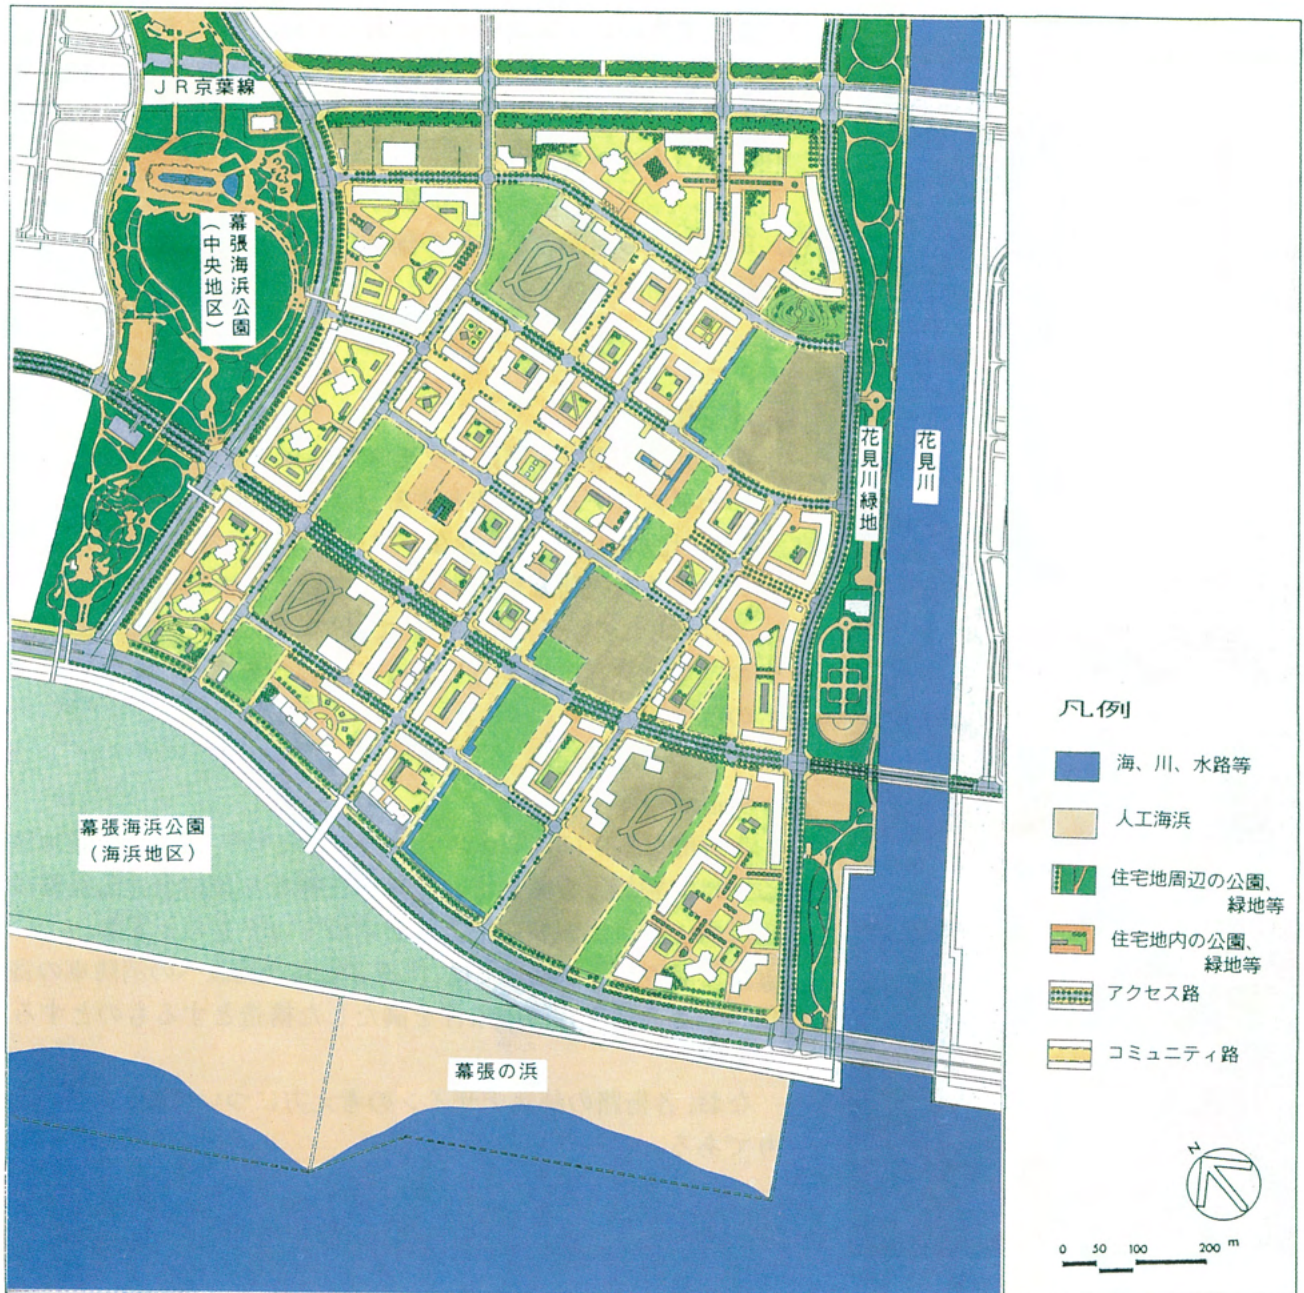 JR京葉線
幕張海浜公園
(中央地区)
花見川緑地
花見川
幕張海浜公園
(海浜地区)
幕張の浜
凡例
海、川、水路等
人工海浜
住宅地周辺の公園、
緑地等
住宅地内の公園、
緑地等
アクセス路
コミュニティ路
N
0 50 100 200 m